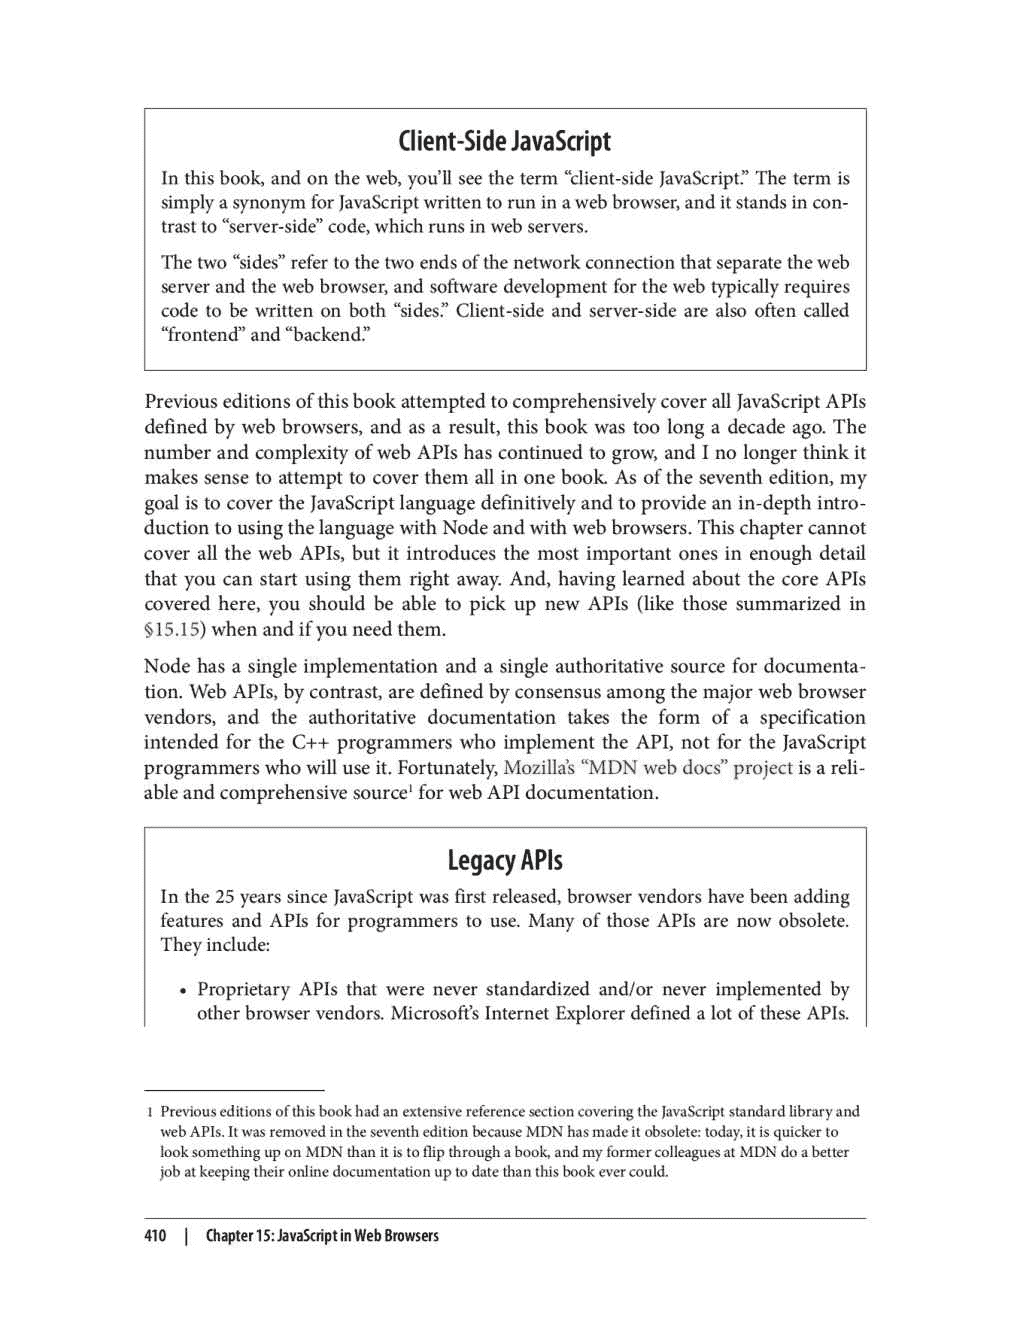 Client-Side JavaScript
In this book, and on the web, you’ll see the term “client-side JavaScript.” The term is
simply a synonym for JavaScript written to run in a web browser, and it stands in con-
trast to “server-side” code, which runs in web servers.
The two “sides” refer to the two ends of the network connection that separate the web
server and the web browser, and software development for the web typically requires
code to be written on both “sides.” Client-side and server-side are also often called
“frontend” and “backend.”
Previous editions of this book attempted to comprehensively cover all JavaScript APIs
defined by web browsers, and as a result, this book was too long a decade ago. The
number and complexity of web APIs has continued to grow, and I no longer think it
makes sense to attempt to cover them all in one book. As of the seventh edition, my
goal is to cover the JavaScript language definitively and to provide an in-depth intro-
duction to using the language with Node and with web browsers. This chapter cannot
cover all the web APIs, but it introduces the most important ones in enough detail
that you can start using them right away. And, having learned about the core APIs
covered here, you should be able to pick up new APIs (like those summarized in
§15.15) when and if you need them.
Node has a single implementation and a single authoritative source for documenta-
tion. Web APIs, by contrast, are defined by consensus among the major web browser
vendors, and the authoritative documentation takes the form of a specification
intended for the C++ programmers who implement the API, not for the JavaScript
programmers who will use it. Fortunately, Mozilla’s “MDN web docs” project is a reli-
able and comprehensive source1 for web API documentation.
Legacy APIs
In the 25 years since JavaScript was first released, browser vendors have been adding
features and APIs for programmers to use. Many of those APIs are now obsolete.
They include:
• Proprietary APIs that were never standardized and/or never implemented by
other browser vendors. Microsoft’s Internet Explorer defined a lot of these APIs.
1 Previous editions of this book had an extensive reference section covering the JavaScript standard library and
web APIs. It was removed in the seventh edition because MDN has made it obsolete: today, it is quicker to
look something up on MDN than it is to flip through a book, and my former colleagues at MDN do a better
job at keeping their online documentation up to date than this book ever could.
410 | Chapter 15: JavaScript in Web Browsers